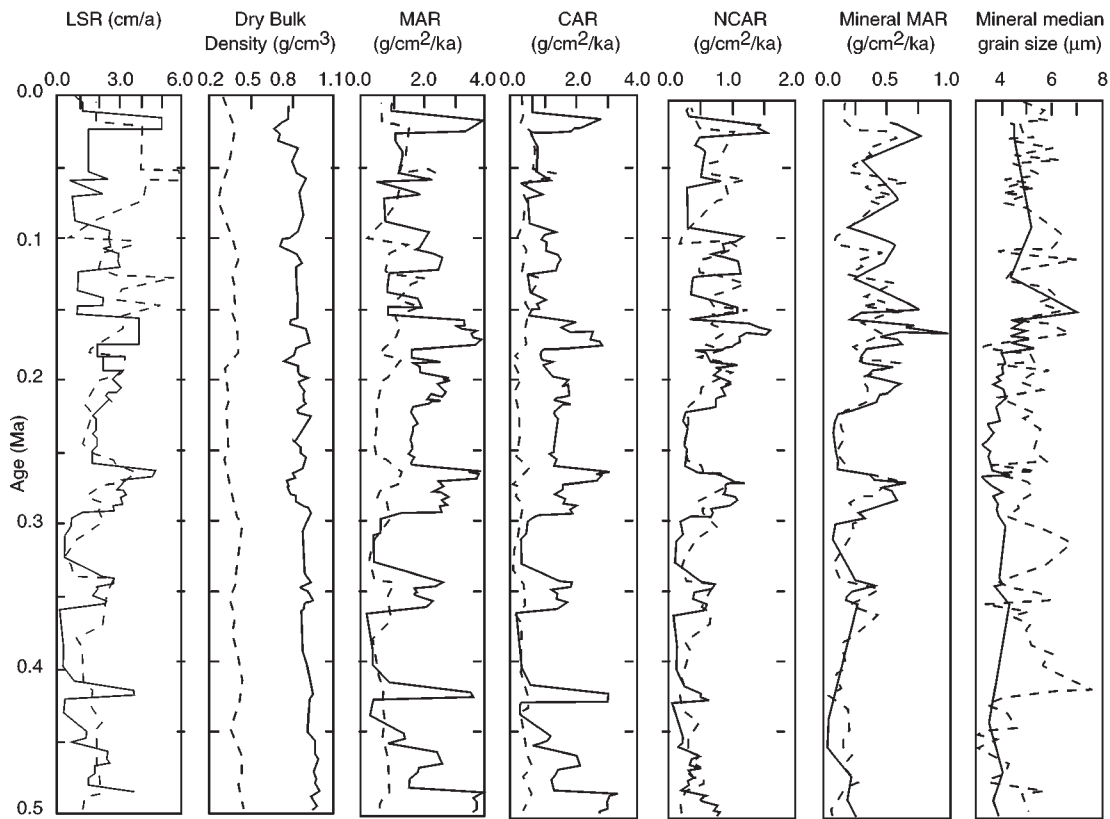 LSR (cm/a)
Dry Bulk
Density (g/cm3)
MAR
(g/cm2/ka)
CAR
(g/cm2/ka)
NCAR
(g/cm2/ka)
Mineral MAR
(g/cm2/ka)
Mineral median
grain size (μm)
0.0 3.0 6.0
0.2 0.5 0.8 1.10
0.0 2.0 4.0
0.0 2.0 4.0
0.0 1.0 2.0
0.0 0.5 1.0
4 6 8
0.0
0.1
0.2
0.3
0.4
0.5
Age (Ma)